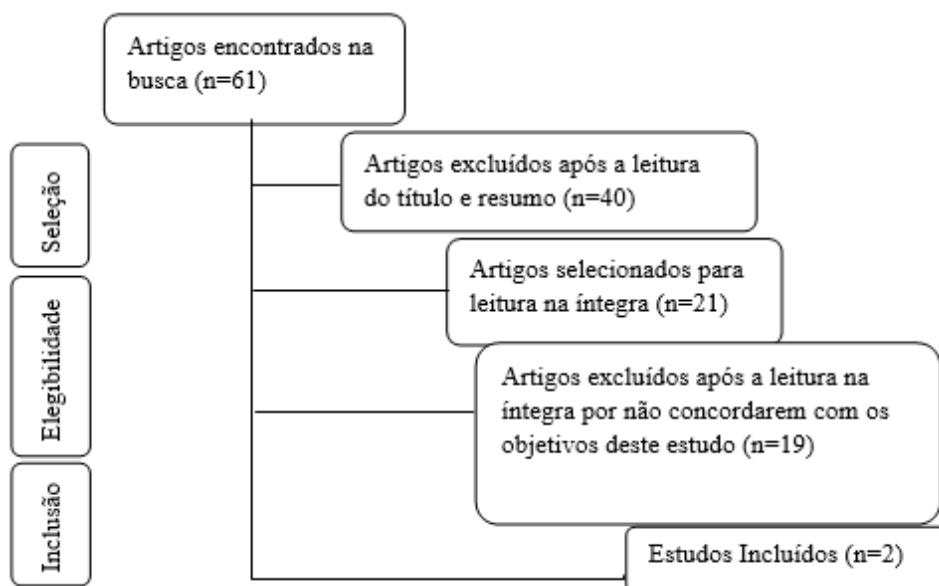 Artigos encontrados na
busca (n=61)
Seleção
Artigos excluídos após a leitura
do título e resumo (n=40)
Artigos selecionados para
leitura na íntegra (n=21)
Elegibilidade
Artigos excluídos após a leitura na
íntegra por não concordarem com os
objetivos deste estudo (n=19)
Inclusão
Estudos Incluídos (n=2)